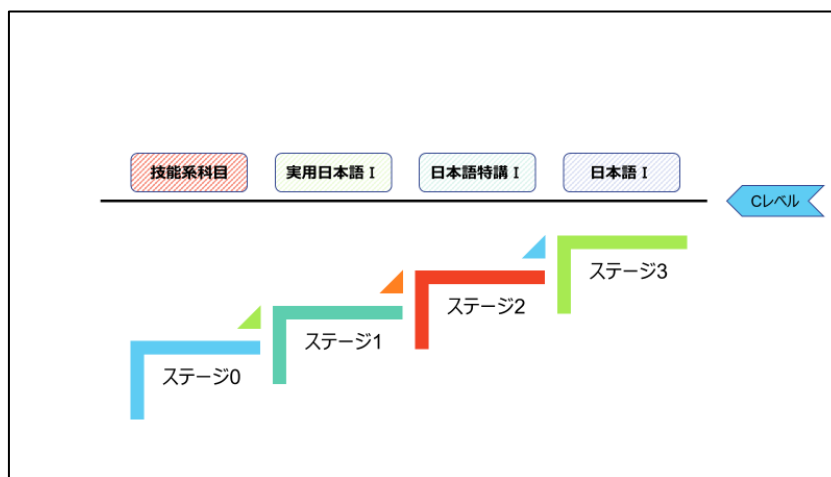 技能系科目
実用日本語Ⅰ
日本語特講Ⅰ
日本語Ⅰ
Cレベル
ステージ3
ステージ2
ステージ1
ステージ0